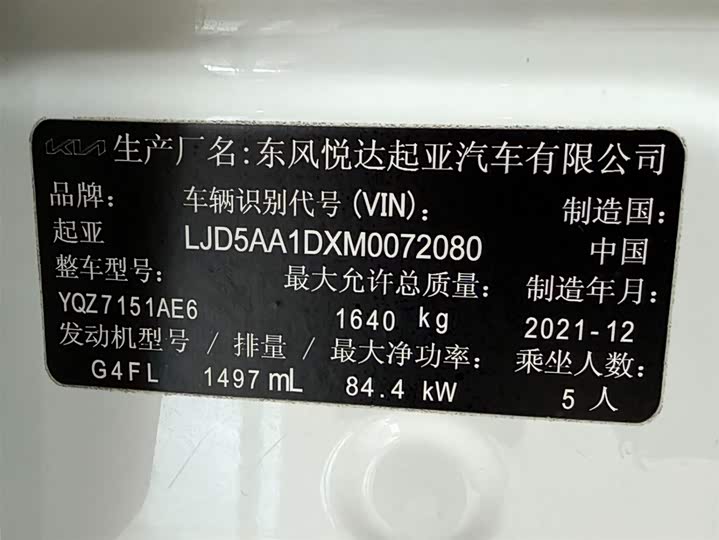 KIA 生产厂名:东风悦达起亚汽车有限公司
品牌: 车辆识别代号(VIN): 制造国:
起亚 LJD5AA1DXM0072080 中国
整车型号: 最大允许总质量: 制造年月:
YQZ7151AE6 1640 kg 2021-12
发动机型号 / 排量 / 最大净功率: 乘坐人数:
G4FL 1497mL 84.4 kW 5 人